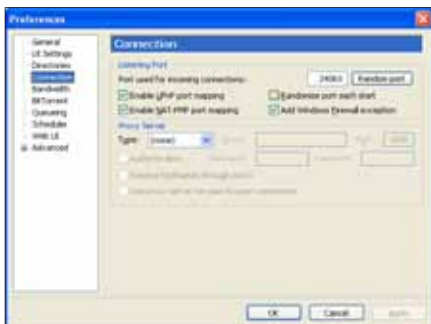 Preferences
General
UI Settings
Directories
Connection
Bandwidth
BitTorrent
Queueing
Scheduler
Web UI
Advanced
Connection
Listening Port
Port used for incoming connections:
Random port
Enable UPnP port mapping
Randomize port each start
Enable NAT-PMP port mapping
Add Windows Firewall exception
Proxy Server
Type: (none)
Authentication
OK
Cancel
Apply